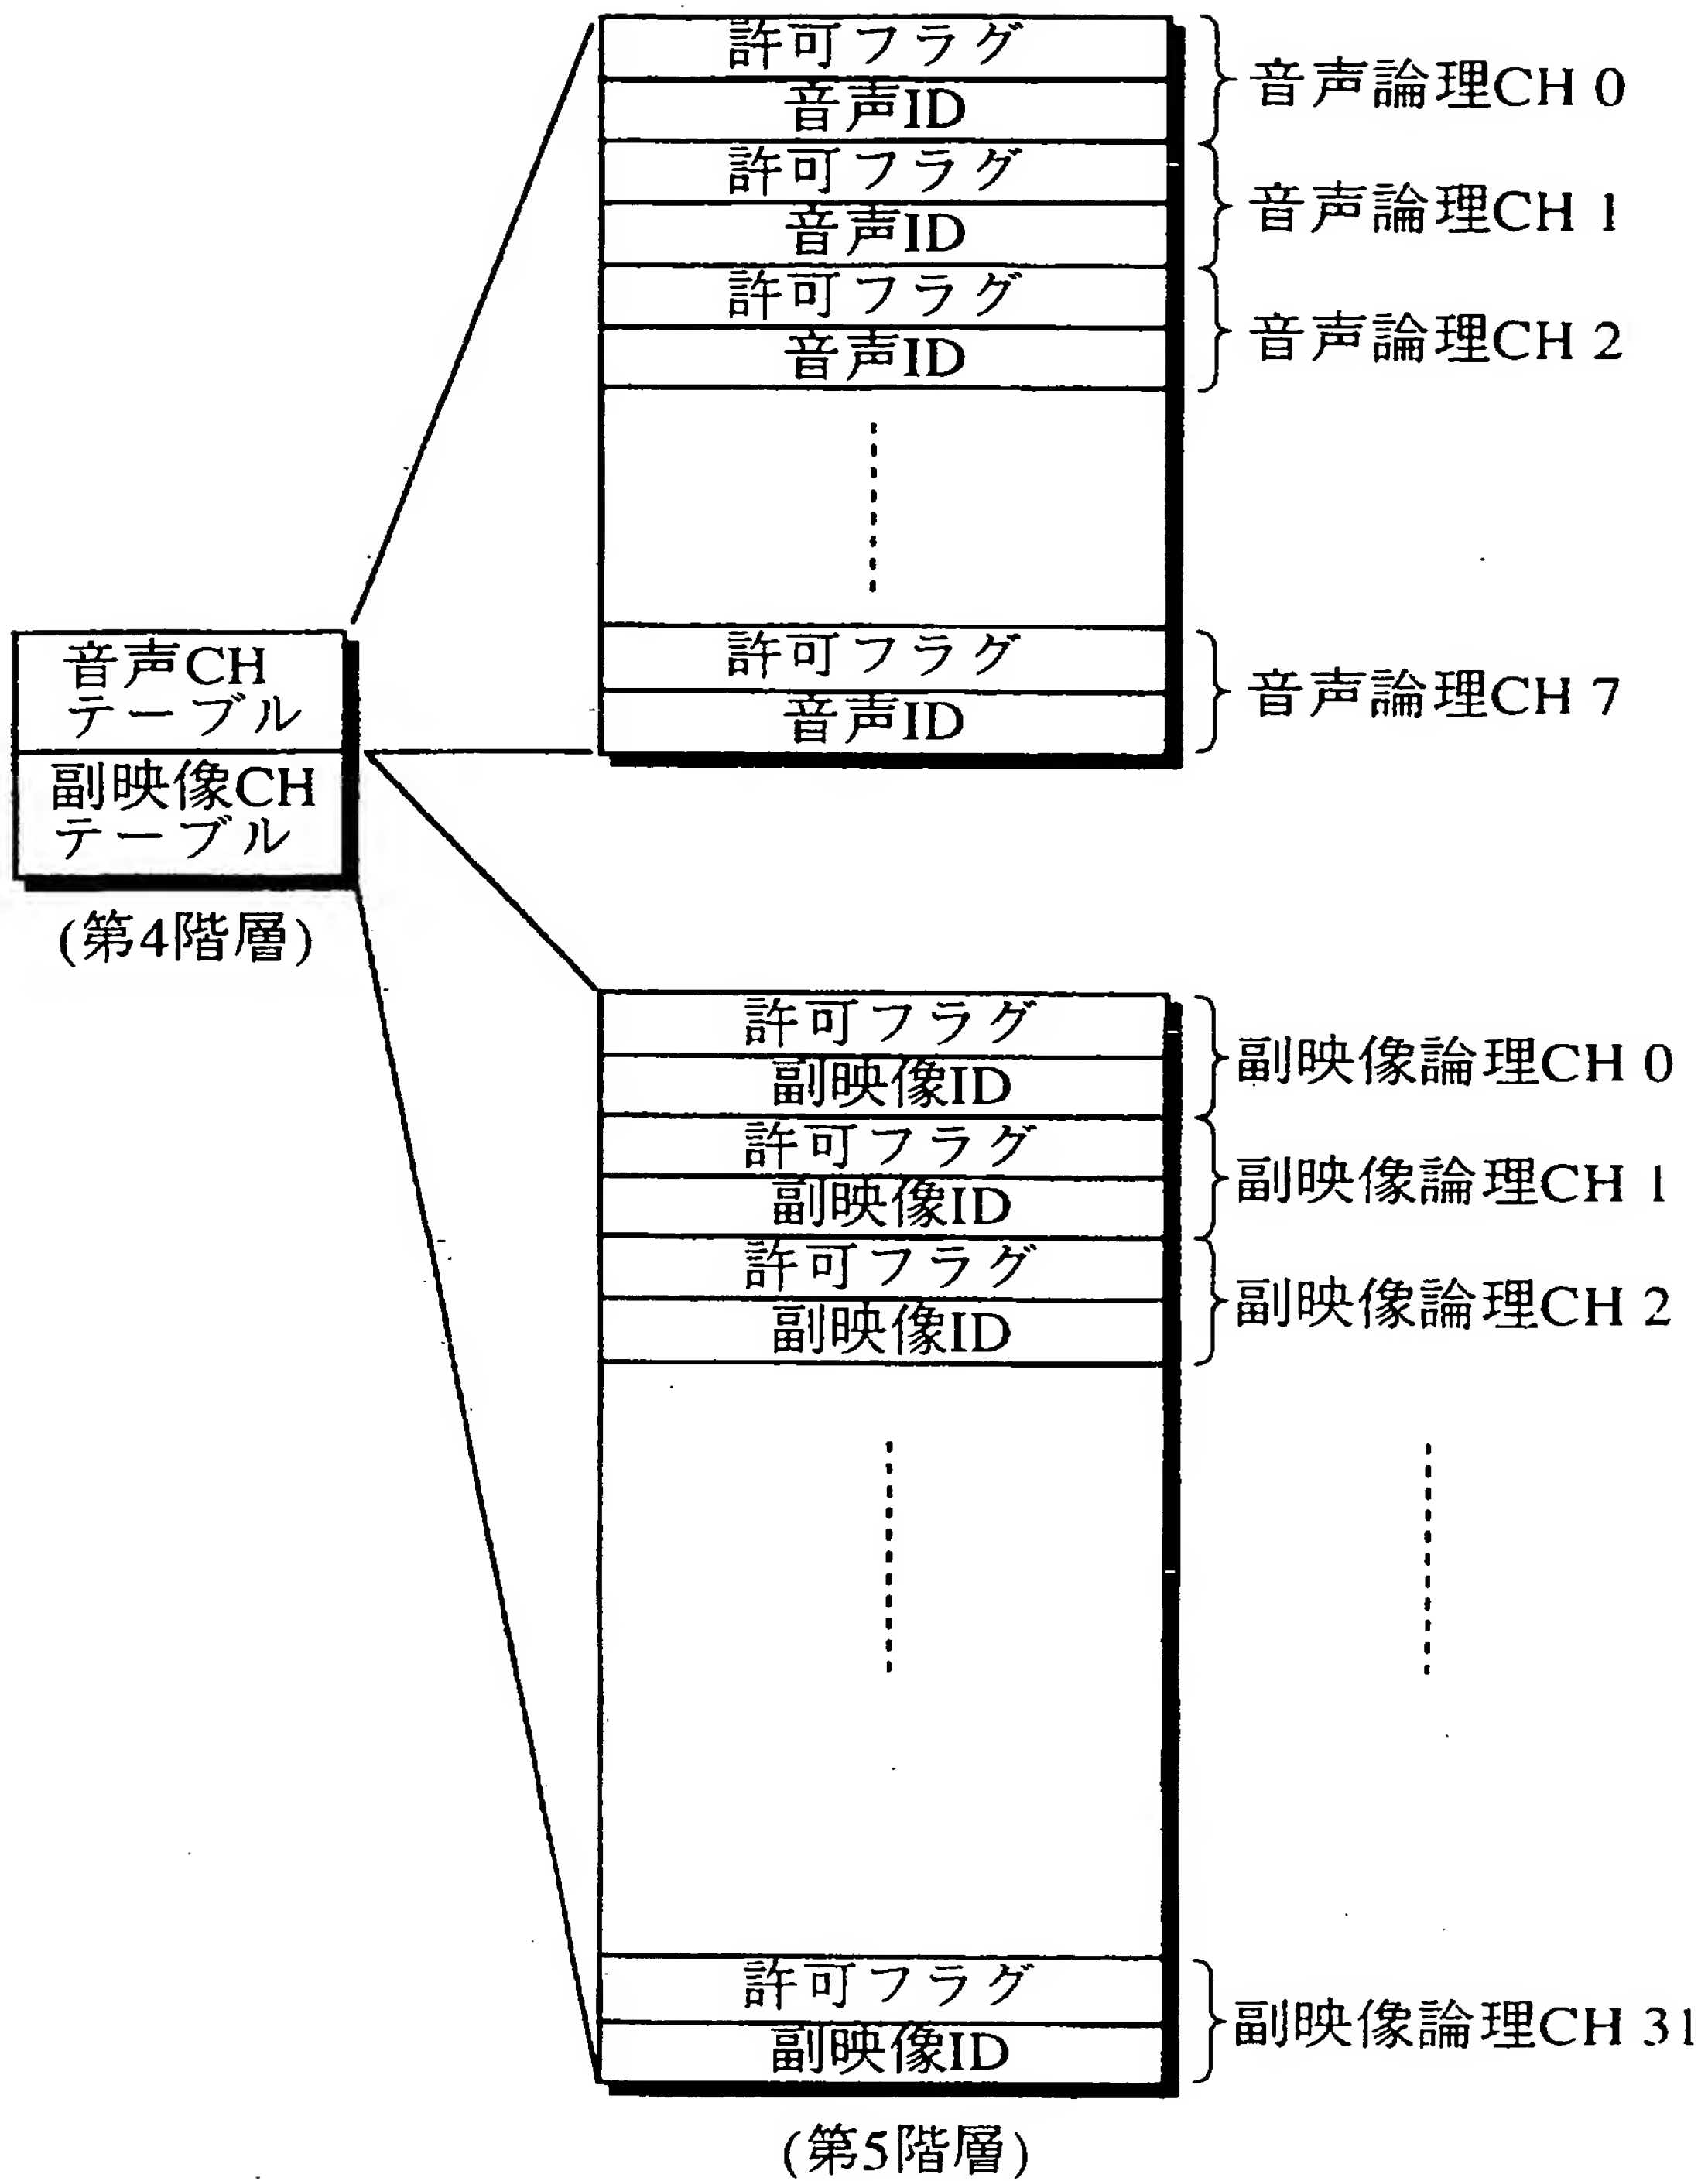 許可フラグ
音声ID
音声論理CH 0
許可フラグ
音声ID
音声論理CH 1
許可フラグ
音声ID
音声論理CH 2
許可フラグ
音声ID
音声論理CH 7
音声CH
テーブル
副映像CH
テーブル
(第4階層)
許可フラグ
副映像ID
副映像論理CH 0
許可フラグ
副映像ID
副映像論理CH 1
許可フラグ
副映像ID
副映像論理CH 2
許可フラグ
副映像ID
副映像論理CH 31
(第5階層)